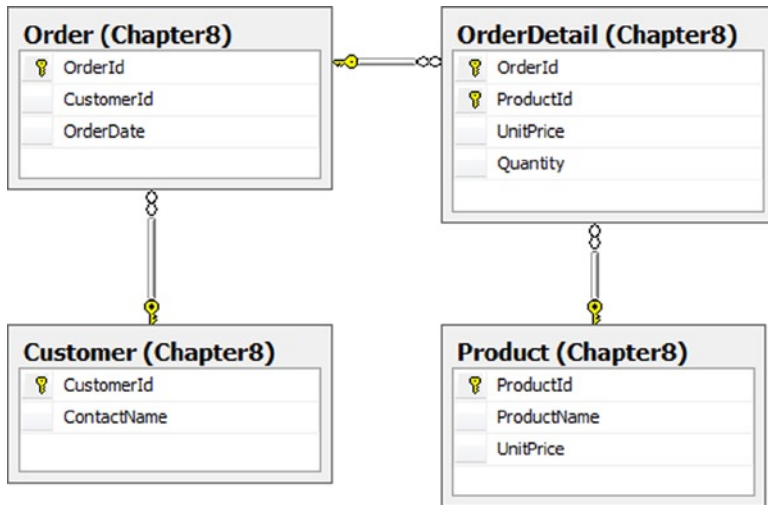 Order (Chapter8)
OrderId
CustomerId
OrderDate
OrderDetail (Chapter8)
OrderId
ProductId
UnitPrice
Quantity
Customer (Chapter8)
CustomerId
ContactName
Product (Chapter8)
ProductId
ProductName
UnitPrice